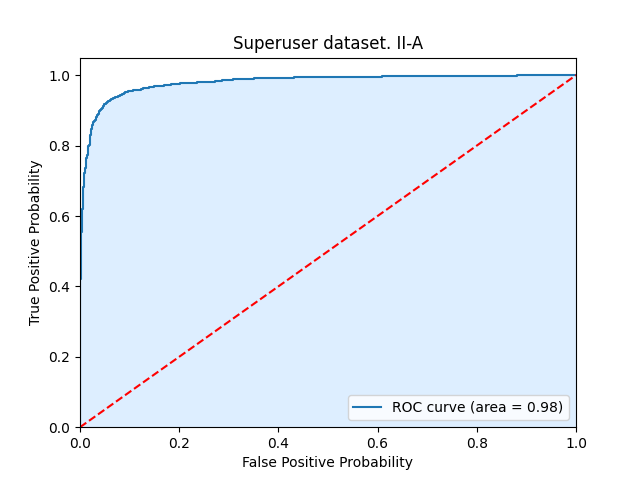 Superuser dataset. II-A
True Positive Probability
1.0
0.8
0.6
0.4
0.2
0.0
ROC curve (area = 0.98)
0.0 0.2 0.4 0.6 0.8 1.0
False Positive Probability